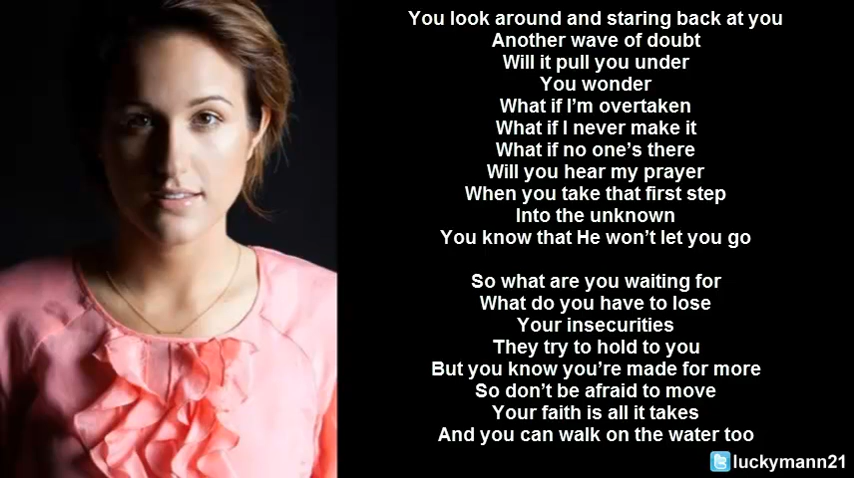 You look around and staring back at you
Another wave of doubt
Will it pull you under
You wonder
What if I'm overtaken
What if I never make it
What if no one's there
Will you hear my prayer
When you take that first step
Into the unknown
You know that He won't let you go
So what are you waiting for
What do you have to lose
Your insecurities
They try to hold to you
But you know you're made for more
So don't be afraid to move
Your faith is all it takes
And you can walk on the water too
luckymann21